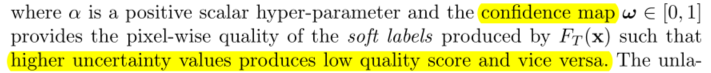 where α is a positive scalar hyper-parameter and the confidence map ω ∈ [0, 1]
provides the pixel-wise quality of the soft labels produced by F_T(x) such that
higher uncertainty values produces low quality score and vice versa. The unla-